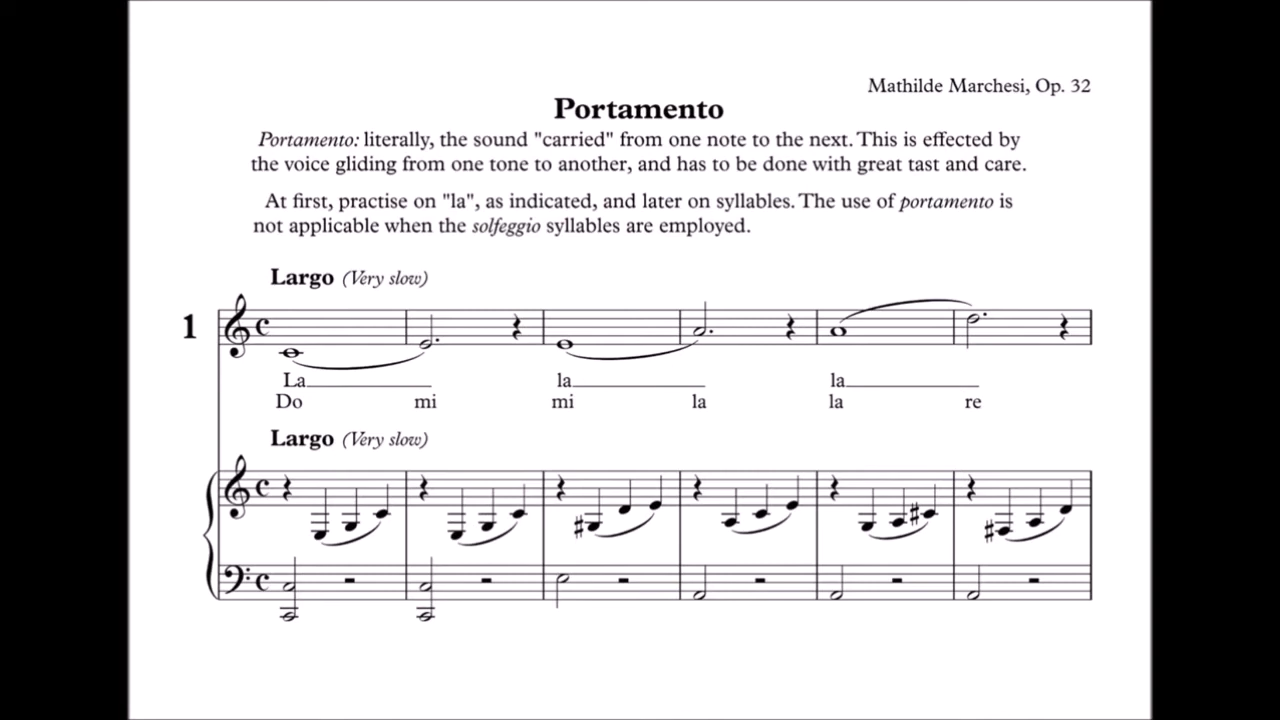 Mathilde Marchesi, Op. 32
Portamento
Portamento: literally, the sound "carried" from one note to the next. This is effected by
the voice gliding from one tone to another, and has to be done with great tast and care.
At first, practise on "la", as indicated, and later on syllables. The use of portamento is
not applicable when the solfeggio syllables are employed.
Largo (Very slow)
1
La la la
Do mi mi la la re
Largo (Very slow)